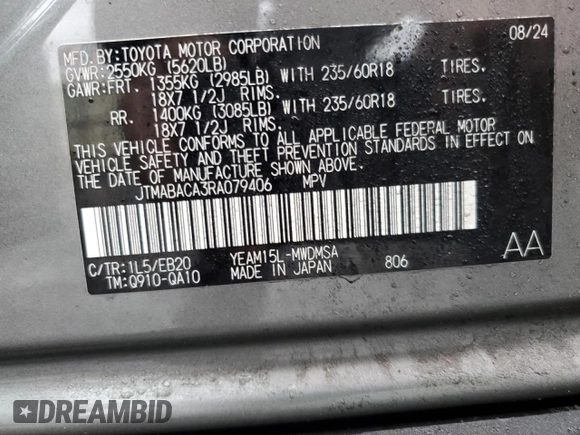 MFD.BY:TOYOTA MOTOR CORPORATION 08/24
GVWR:2550KG (5620LB)
GAWR:FRT. 1355KG (2985LB) WITH 235/60R18 TIRES.
18X7 1/2J RIMS.
RR. 1400KG (3085LB) WITH 235/60R18 TIRES.
18X7 1/2J RIMS.
THIS VEHICLE CONFORMS TO ALL APPLICABLE FEDERAL MOTOR
VEHICLE SAFETY AND THEFT PREVENTION STANDARDS IN EFFECT ON
THE DATE OF MANUFACTURE SHOWN ABOVE.
JTMABACA3RA079406 MPV
C/TR:1L5/EB20 YEAM15L-MWDMSA AA
TM:Q910-QA10 MADE IN JAPAN 806
DREAMBID